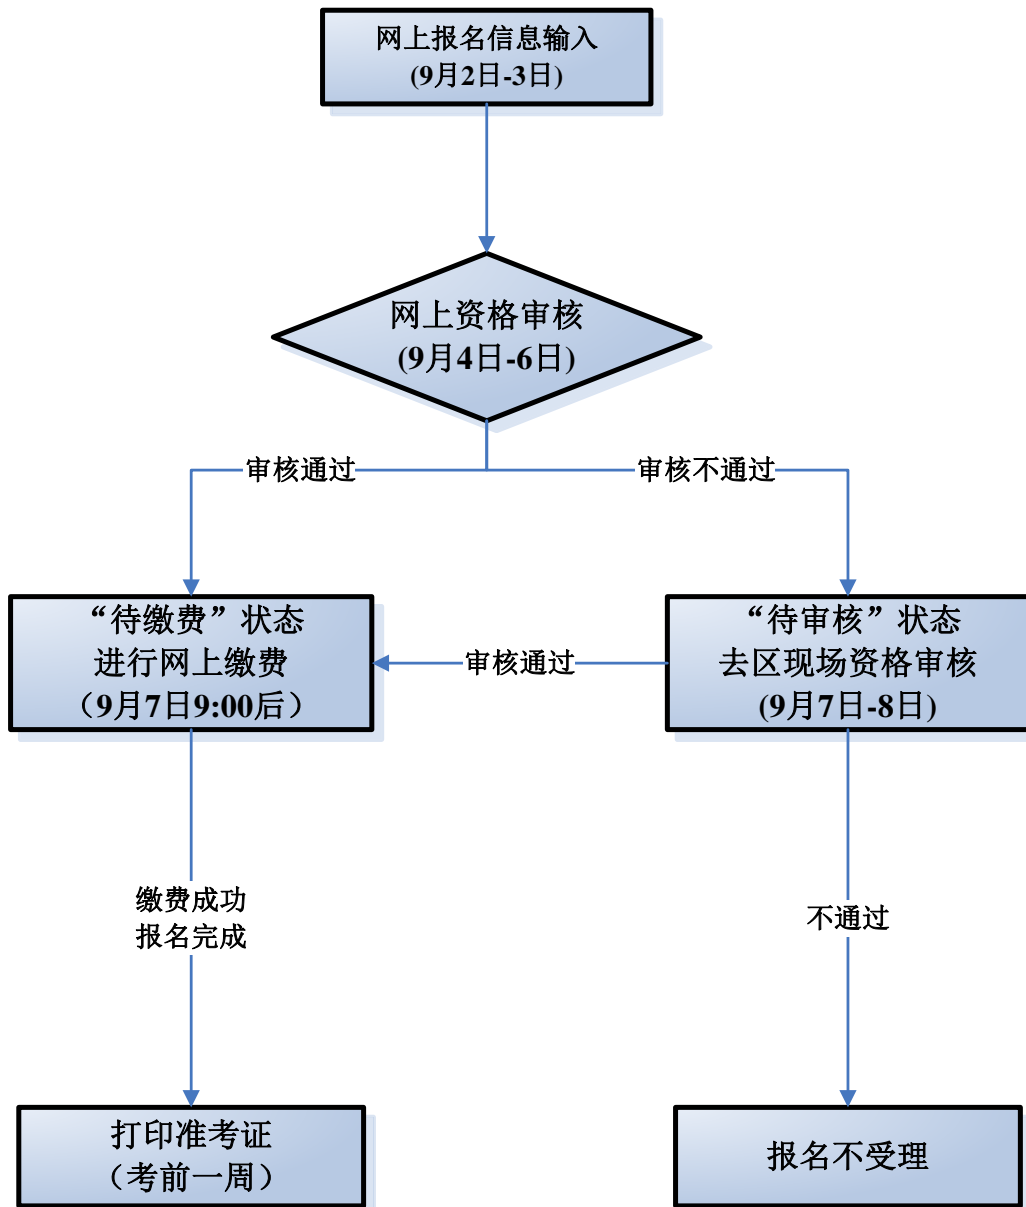 网上报名信息输入
(9月2日-3日)
网上资格审核
(9月4日-6日)
审核通过
审核不通过
“待缴费”状态
进行网上缴费
（9月7日9:00后）
审核通过
“待审核”状态
去区现场资格审核
(9月7日-8日)
缴费成功
报名完成
不通过
打印准考证
（考前一周）
报名不受理